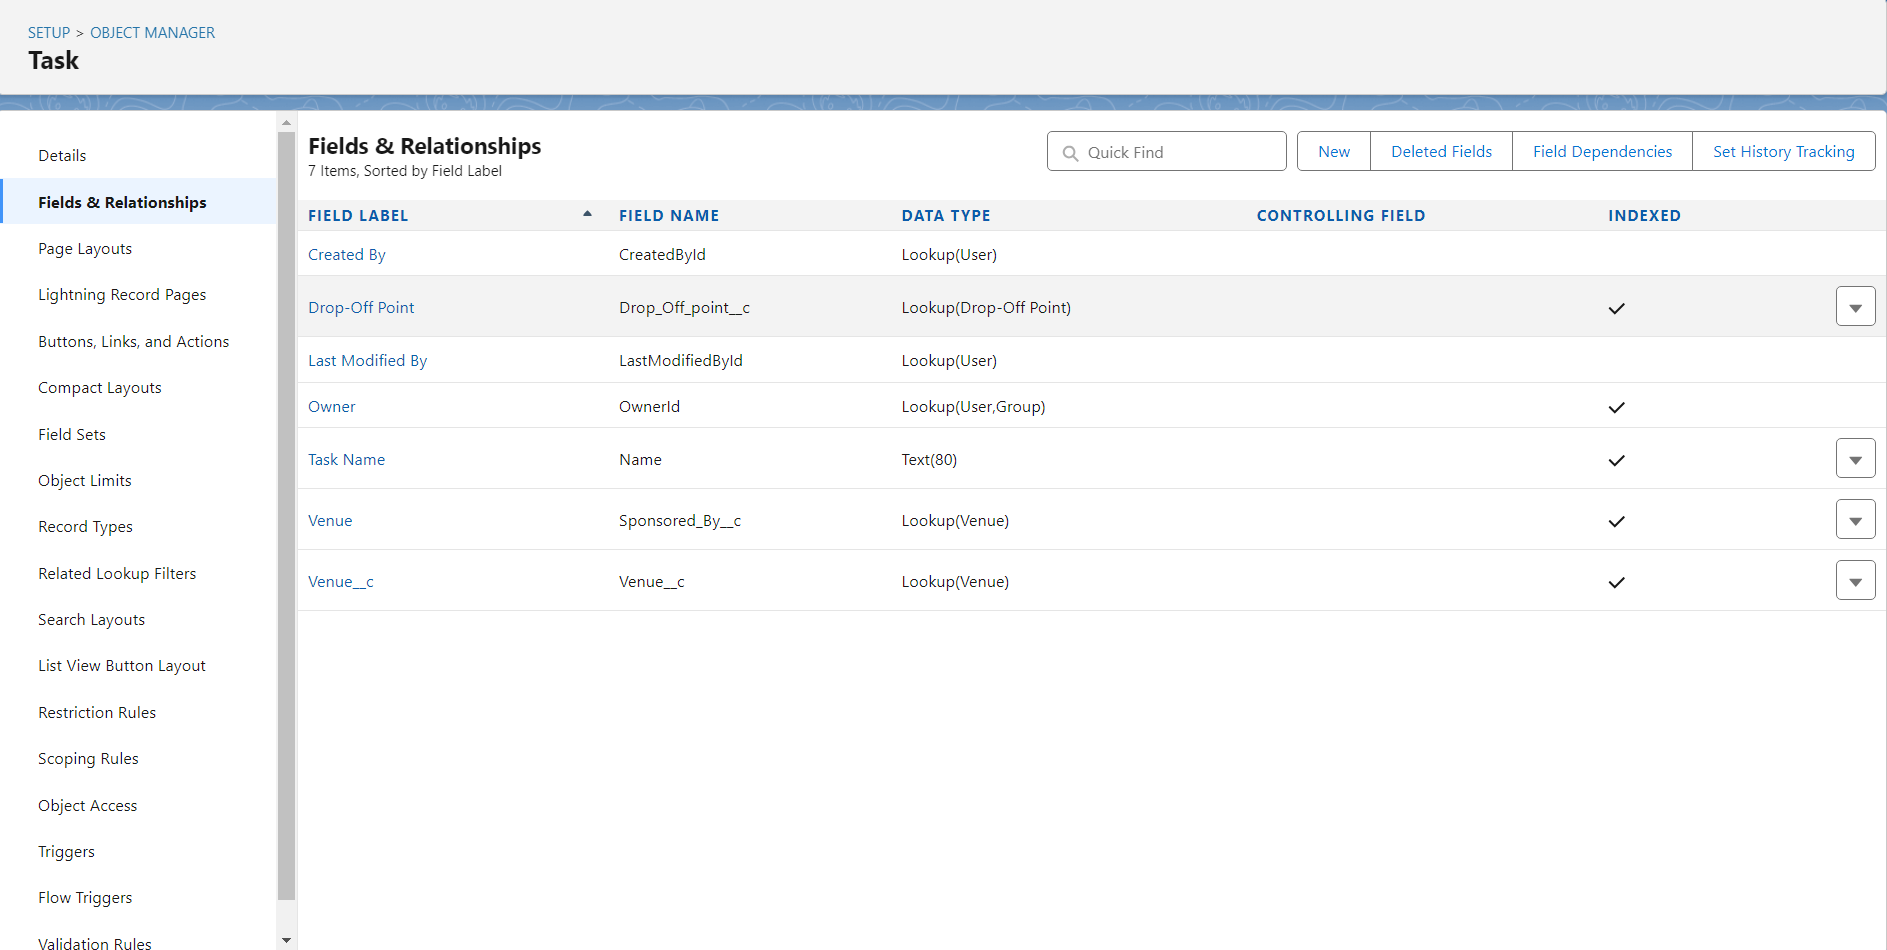 SETUP > OBJECT MANAGER
Task
Details
Fields & Relationships
Page Layouts
Lightning Record Pages
Buttons, Links, and Actions
Compact Layouts
Field Sets
Object Limits
Record Types
Related Lookup Filters
Search Layouts
List View Button Layout
Restriction Rules
Scoping Rules
Object Access
Triggers
Flow Triggers
Validation Rules
Fields & Relationships
7 Items, Sorted by Field Label
Quick Find
New Deleted Fields Field Dependencies Set History Tracking
FIELD LABEL FIELD NAME DATA TYPE CONTROLLING FIELD INDEXED
Created By CreatedById Lookup(User)
Drop-Off Point Drop_Off_point__c Lookup(Drop-Off Point)
Last Modified By LastModifiedById Lookup(User)
Owner OwnerId Lookup(User,Group)
Task Name Name Text(80)
Venue Sponsored_By__c Lookup(Venue)
Venue__c Venue__c Lookup(Venue)